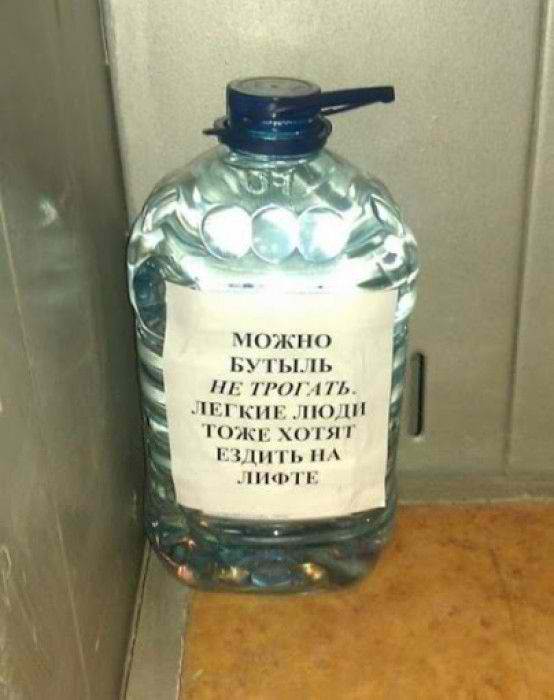 МОЖНО
БУТЫЛЬ
НЕ ТРОГАТЬ.
ЛЕГКИЕ ЛЮДИ
ТОЖЕ ХОТЯТ
ЕЗДИТЬ НА
ЛИФТЕ